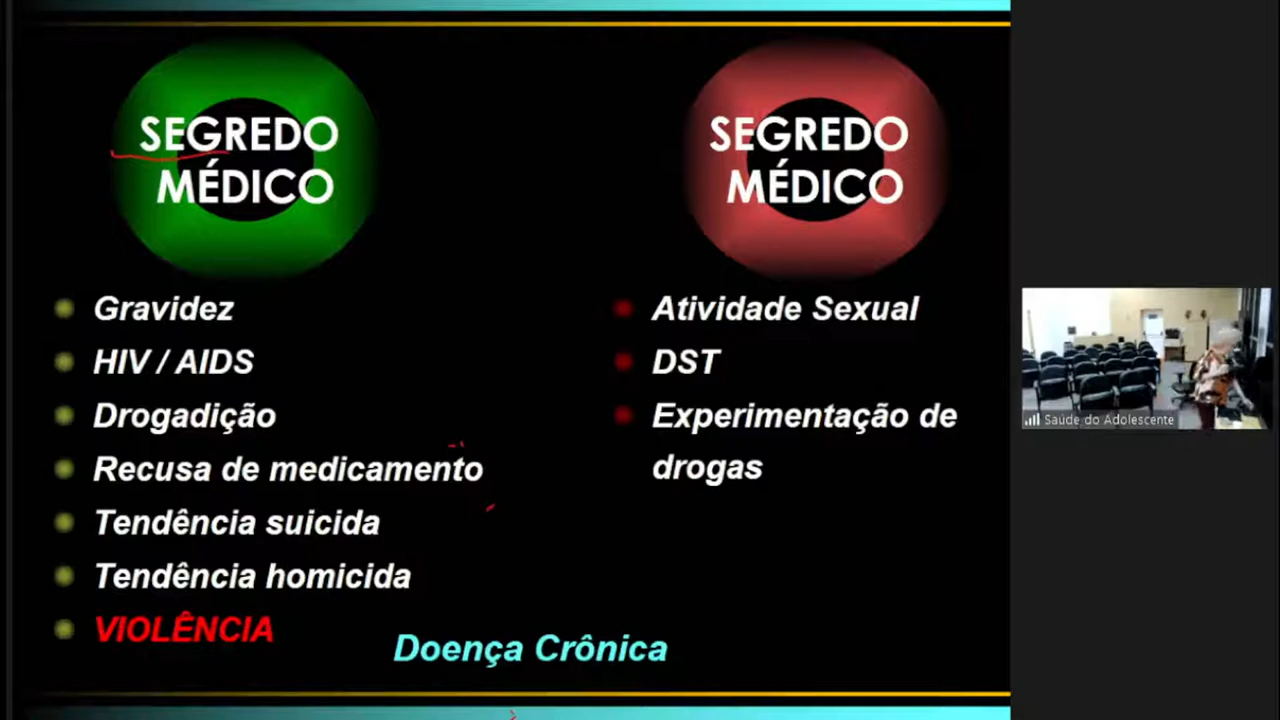 SEGREDO
MÉDICO
Gravidez
HIV / AIDS
Drogadição
Recusa de medicamento
Tendência suicida
Tendência homicida
VIOLÊNCIA
SEGREDO
MÉDICO
Atividade Sexual
DST
Experimentação de
drogas
Doença Crônica
Saúde do Adolescente